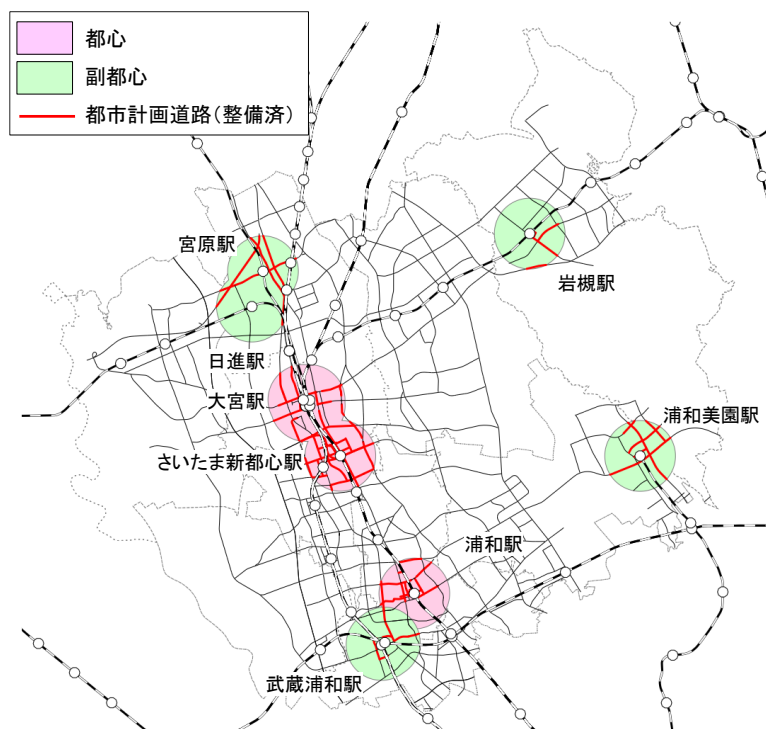 都心
副都心
都市計画道路（整備済）
宮原駅
岩槻駅
日進駅
大宮駅
浦和美園駅
さいたま新都心駅
浦和駅
武蔵浦和駅